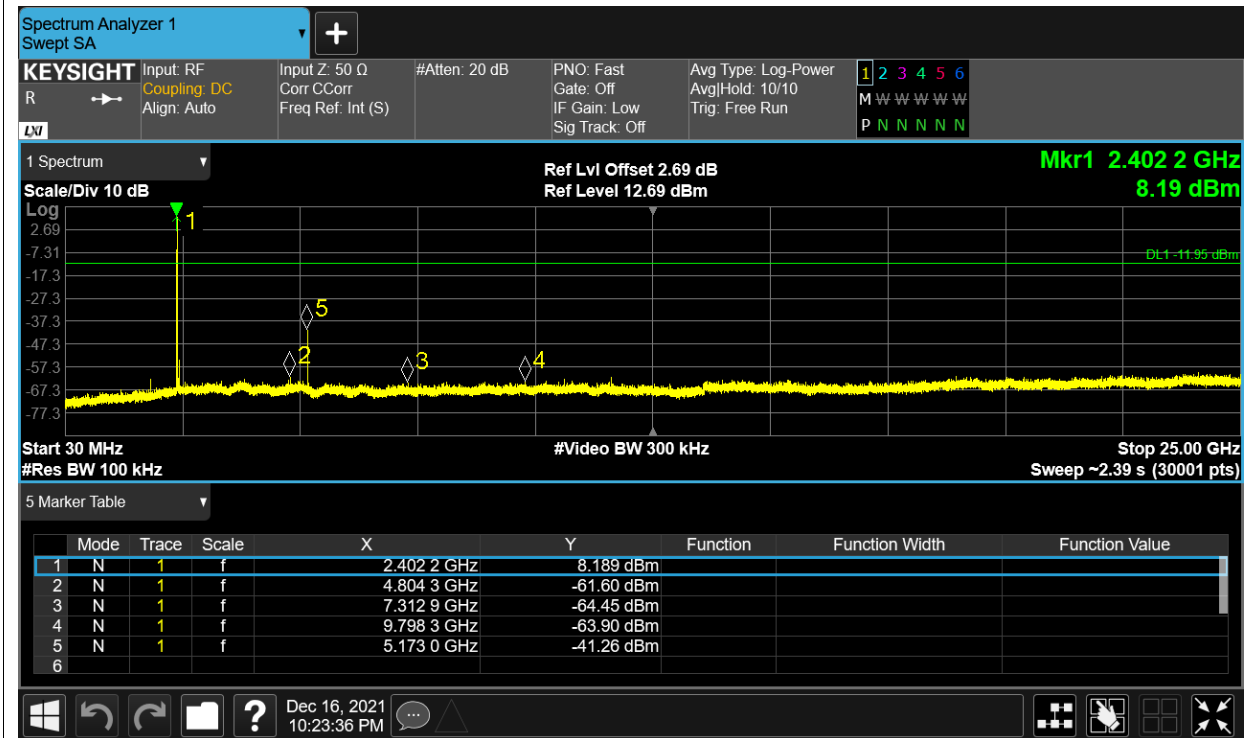 Spectrum Analyzer 1
Swept SA
+
KEYSIGHT
R
LXI
Input: RF
Coupling: DC
Align: Auto
Input Z: 50 Ω
Corr CCorr
Freq Ref: Int (S)
#Atten: 20 dB
PNO: Fast
Gate: Off
IF Gain: Low
Sig Track: Off
Avg Type: Log-Power
Avg|Hold: 10/10
Trig: Free Run
1 2 3 4 5 6
M W W W W W
P N N N N N
1 Spectrum
Scale/Div 10 dB
Ref Lvl Offset 2.69 dB
Ref Level 12.69 dBm
Mkr1 2.402 2 GHz
8.19 dBm
Log
2.69
-7.31
-17.3
-27.3
-37.3
-47.3
-57.3
-67.3
-77.3
1
DL1 -11.95 dBm
5
2
3
4
Start 30 MHz
#Res BW 100 kHz
#Video BW 300 kHz
Stop 25.00 GHz
Sweep ~2.39 s (30001 pts)
5 Marker Table
Mode Trace Scale X Y Function Function Width Function Value
1 N 1 f 2.402 2 GHz 8.189 dBm
2 N 1 f 4.804 3 GHz -61.60 dBm
3 N 1 f 7.312 9 GHz -64.45 dBm
4 N 1 f 9.798 3 GHz -63.90 dBm
5 N 1 f 5.173 0 GHz -41.26 dBm
6
?
Dec 16, 2021
10:23:36 PM